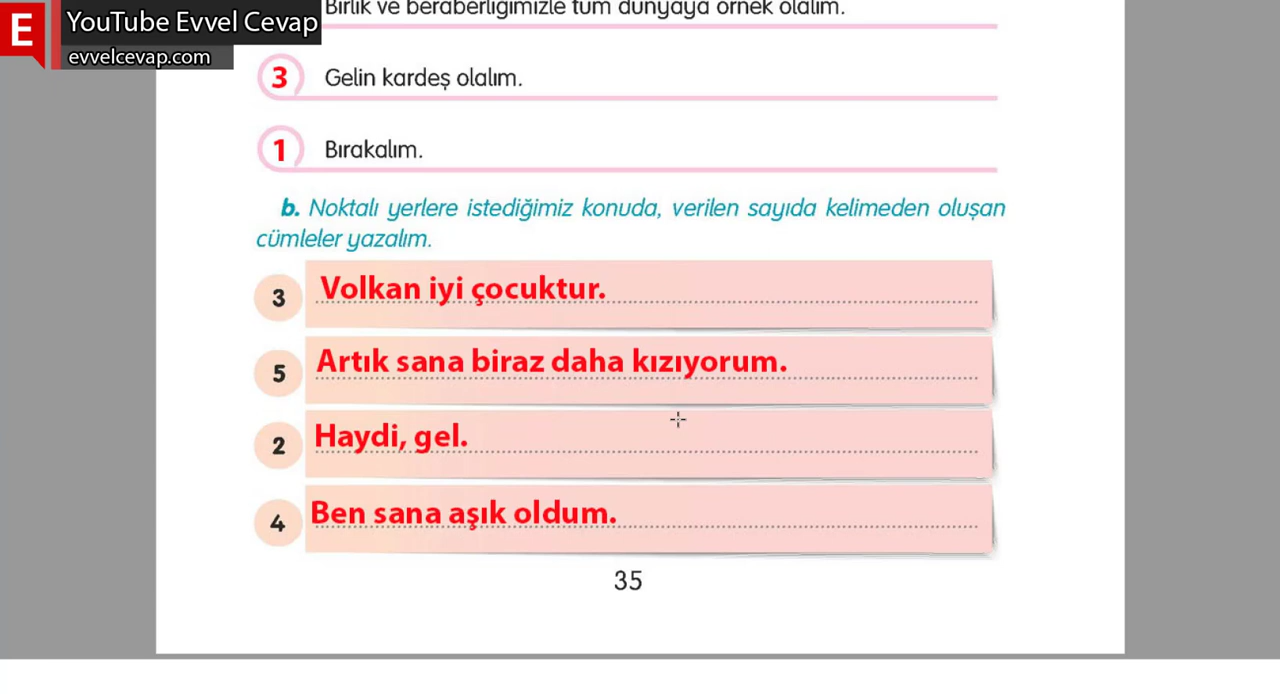 YouTube Evvel Cevap
evvelcevap.com
Birlik ve beraberliğimizle tüm dünyaya örnek olalım.
3 Gelin kardeş olalım.
1 Bırakalım.
b. Noktalı yerlere istediğimiz konuda, verilen sayıda kelimeden oluşan
cümleler yazalım.
3 Volkan iyi çocuktur.
5 Artık sana biraz daha kızıyorum.
2 Haydi, gel.
4 Ben sana aşık oldum.
35